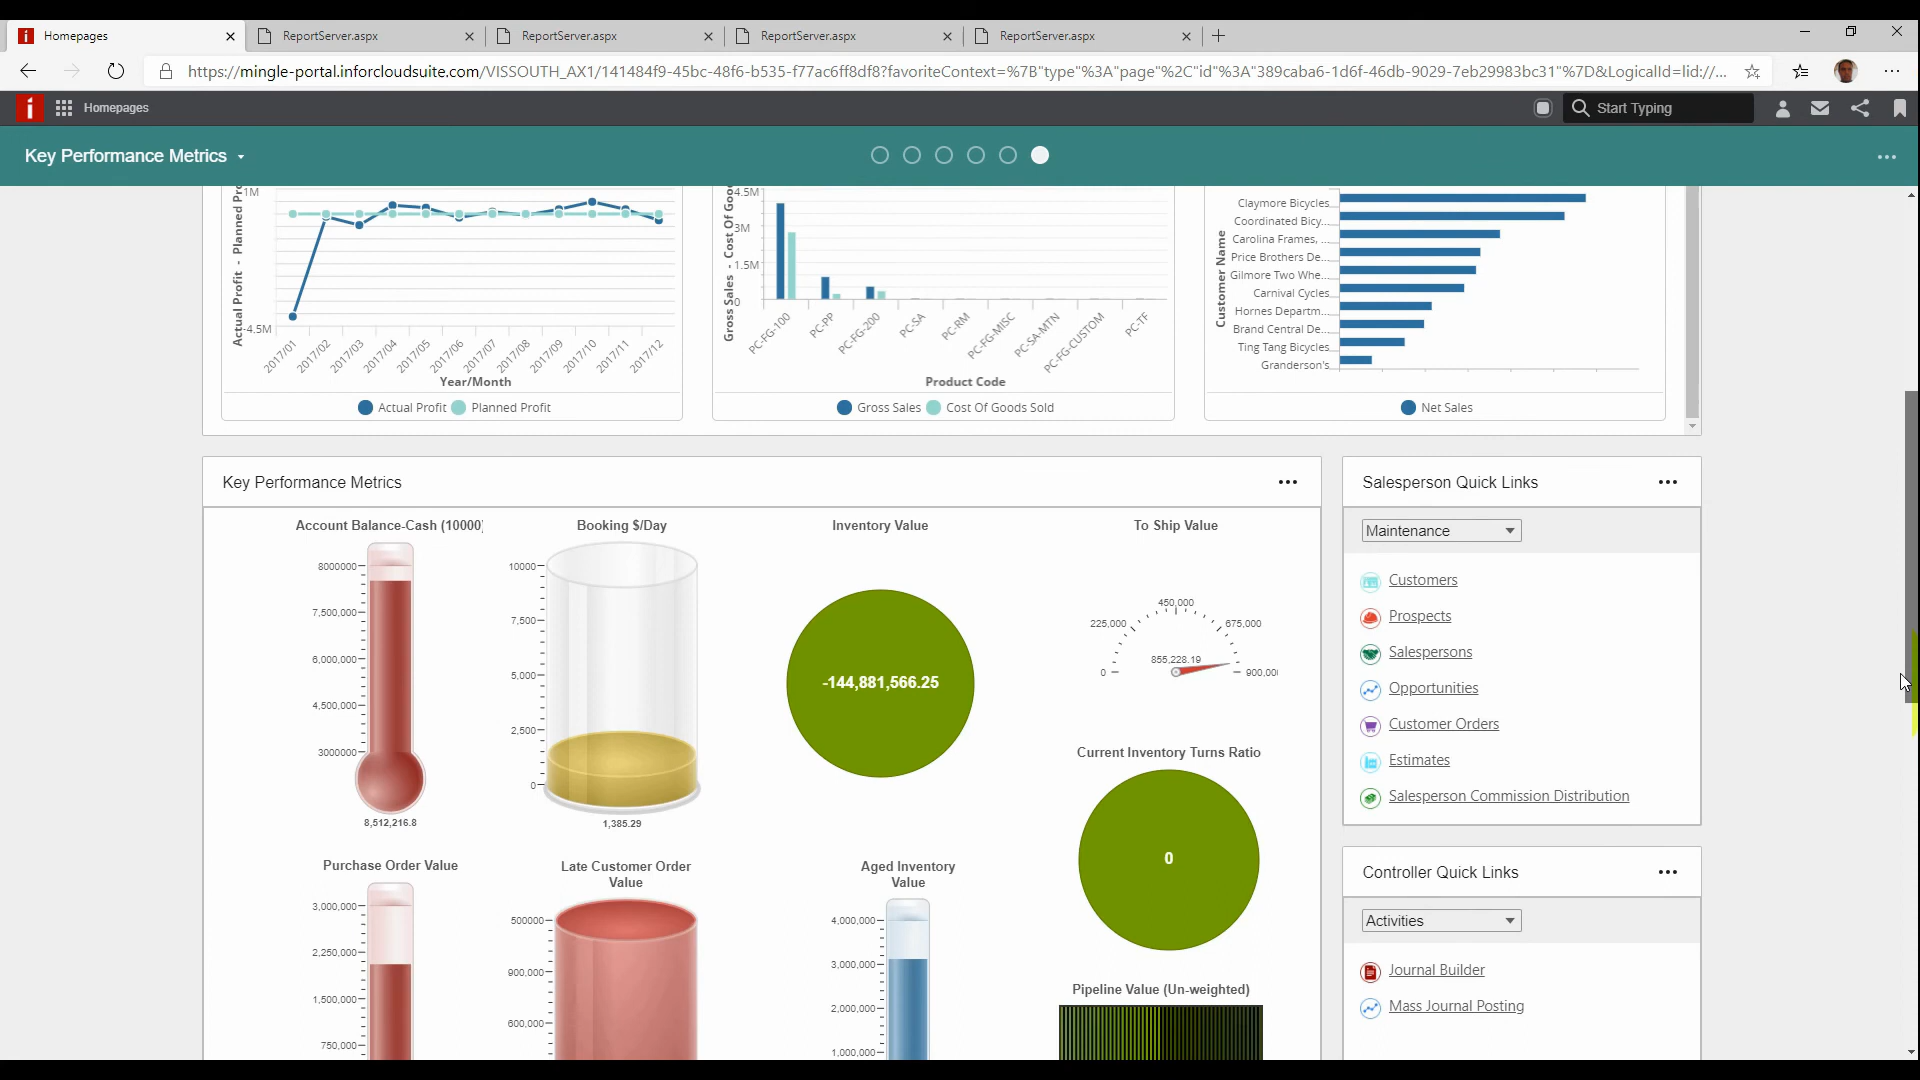 Homepages
ReportServer.aspx
ReportServer.aspx
ReportServer.aspx
ReportServer.aspx
https://mingle-portal.inforcloudsuite.com/VISSOUTH_AX1/141484f9-45bc-48f6-b535-f77ac6ff8df8?favoriteContext=%7B"type"%3A"page"%2C"id"%3A"389caba6-1d6f-46db-9029-7eb29983bc31"%7D&LogicalId=lid://...
Homepages
Start Typing
Key Performance Metrics
Actual Profit - Planned Pro
1M
-4.5M
2017/01
2017/02
2017/03
2017/04
2017/05
2017/06
2017/07
2017/08
2017/09
2017/10
2017/11
2017/12
Year/Month
Actual Profit
Planned Profit
Gross Sales - Cost Of Good
4.5M
3M
1.5M
0
PC-FG-100
PC-PP
PC-FG-200
PC-SA
PC-RM
PC-FG-MISC
PC-SA-MTN
PC-FG-CUSTOM
PC-TF
Product Code
Gross Sales
Cost Of Goods Sold
Customer Name
Claymore Bicycles
Coordinated Bicy...
Carolina Frames, ...
Price Brothers De...
Gilmore Two Whe...
Carnival Cycles
Hornes Departm...
Brand Central De...
Ting Tang Bicycles
Granderson's
Net Sales
Key Performance Metrics
Account Balance-Cash (10000)
8000000
7,500,000
6,000,000
4,500,000
3000000
8,512,216.8
Booking $/Day
10000
7,500
5,000
2,500
0
1,385.29
Inventory Value
-144,881,566.25
To Ship Value
0
225,000
450,000
675,000
900,000
855,228.19
Current Inventory Turns Ratio
0
Purchase Order Value
3,000,000
2,250,000
1,500,000
750,000
Late Customer Order
Value
500000
900,000
600,000
Aged Inventory
Value
4,000,000
3,000,000
2,000,000
1,000,000
Pipeline Value (Un-weighted)
Salesperson Quick Links
Maintenance
Customers
Prospects
Salespersons
Opportunities
Customer Orders
Estimates
Salesperson Commission Distribution
Controller Quick Links
Activities
Journal Builder
Mass Journal Posting